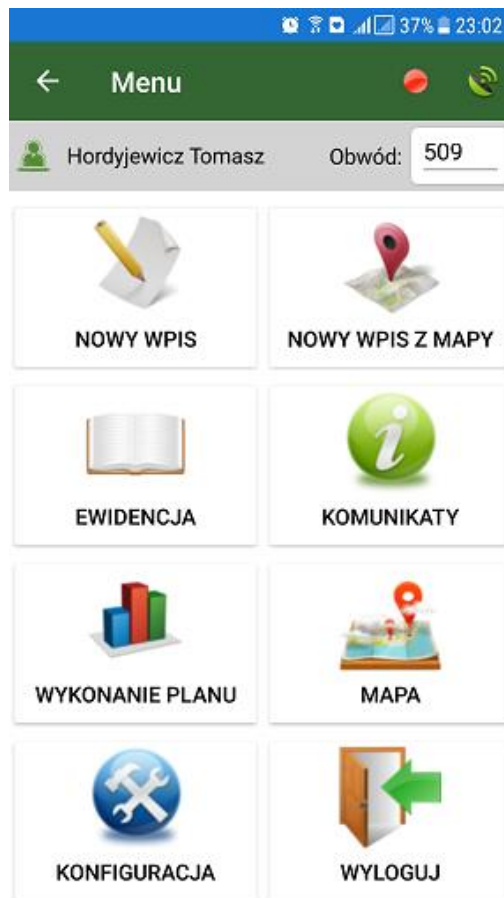 37% 23:02
Menu
Hordyjewicz Tomasz Obwód: 509
NOWY WPIS NOWY WPIS Z MAPY
EWIDENCJA KOMUNIKATY
WYKONANIE PLANU MAPA
KONFIGURACJA WYLOGUJ